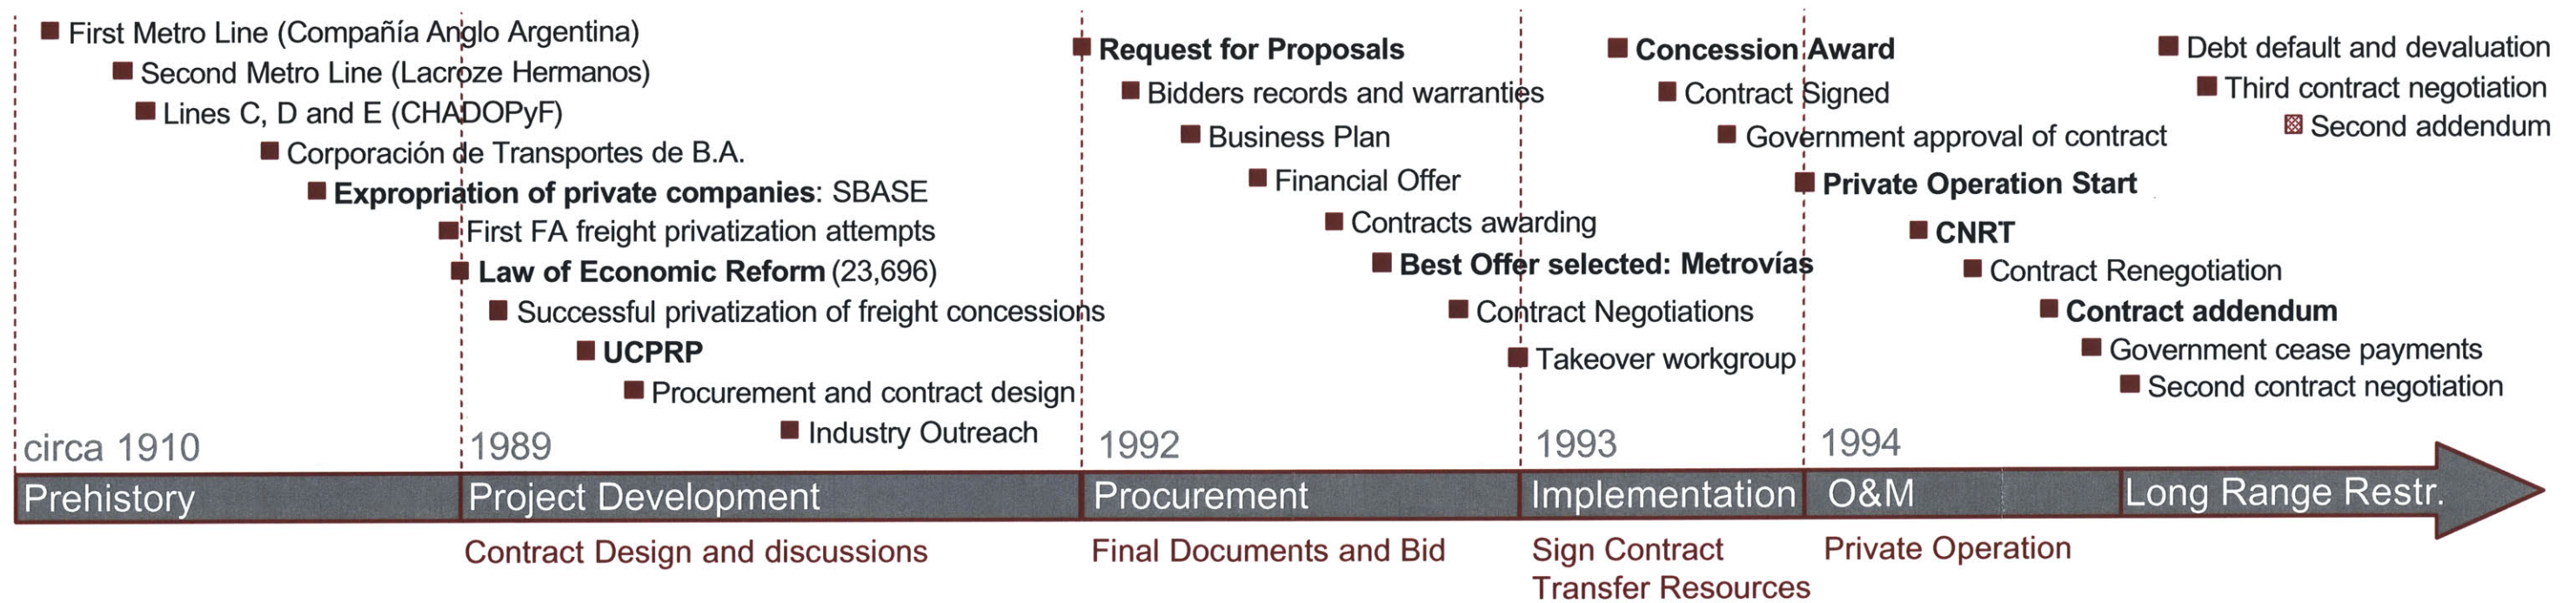 First Metro Line (Compañía Anglo Argentina)
Second Metro Line (Lacroze Hermanos)
Lines C, D and E (CHADOPyF)
Corporación de Transportes de B.A.
Expropriation of private companies: SBASE
First FA freight privatization attempts
Law of Economic Reform (23,696)
Successful privatization of freight concessions
UCPRP
Procurement and contract design
Industry Outreach
Request for Proposals
Bidders records and warranties
Business Plan
Financial Offer
Contracts awarding
Best Offer selected: Metrovías
Contract Negotiations
Takeover workgroup
Concession Award
Contract Signed
Government approval of contract
Private Operation Start
CNRT
Contract Renegotiation
Contract addendum
Government cease payments
Second contract negotiation
Debt default and devaluation
Third contract negotiation
Second addendum
circa 1910
1989
1992
1993
1994
Prehistory
Project Development
Procurement
Implementation
O&M
Long Range Restr.
Contract Design and discussions
Final Documents and Bid
Sign Contract
Transfer Resources
Private Operation